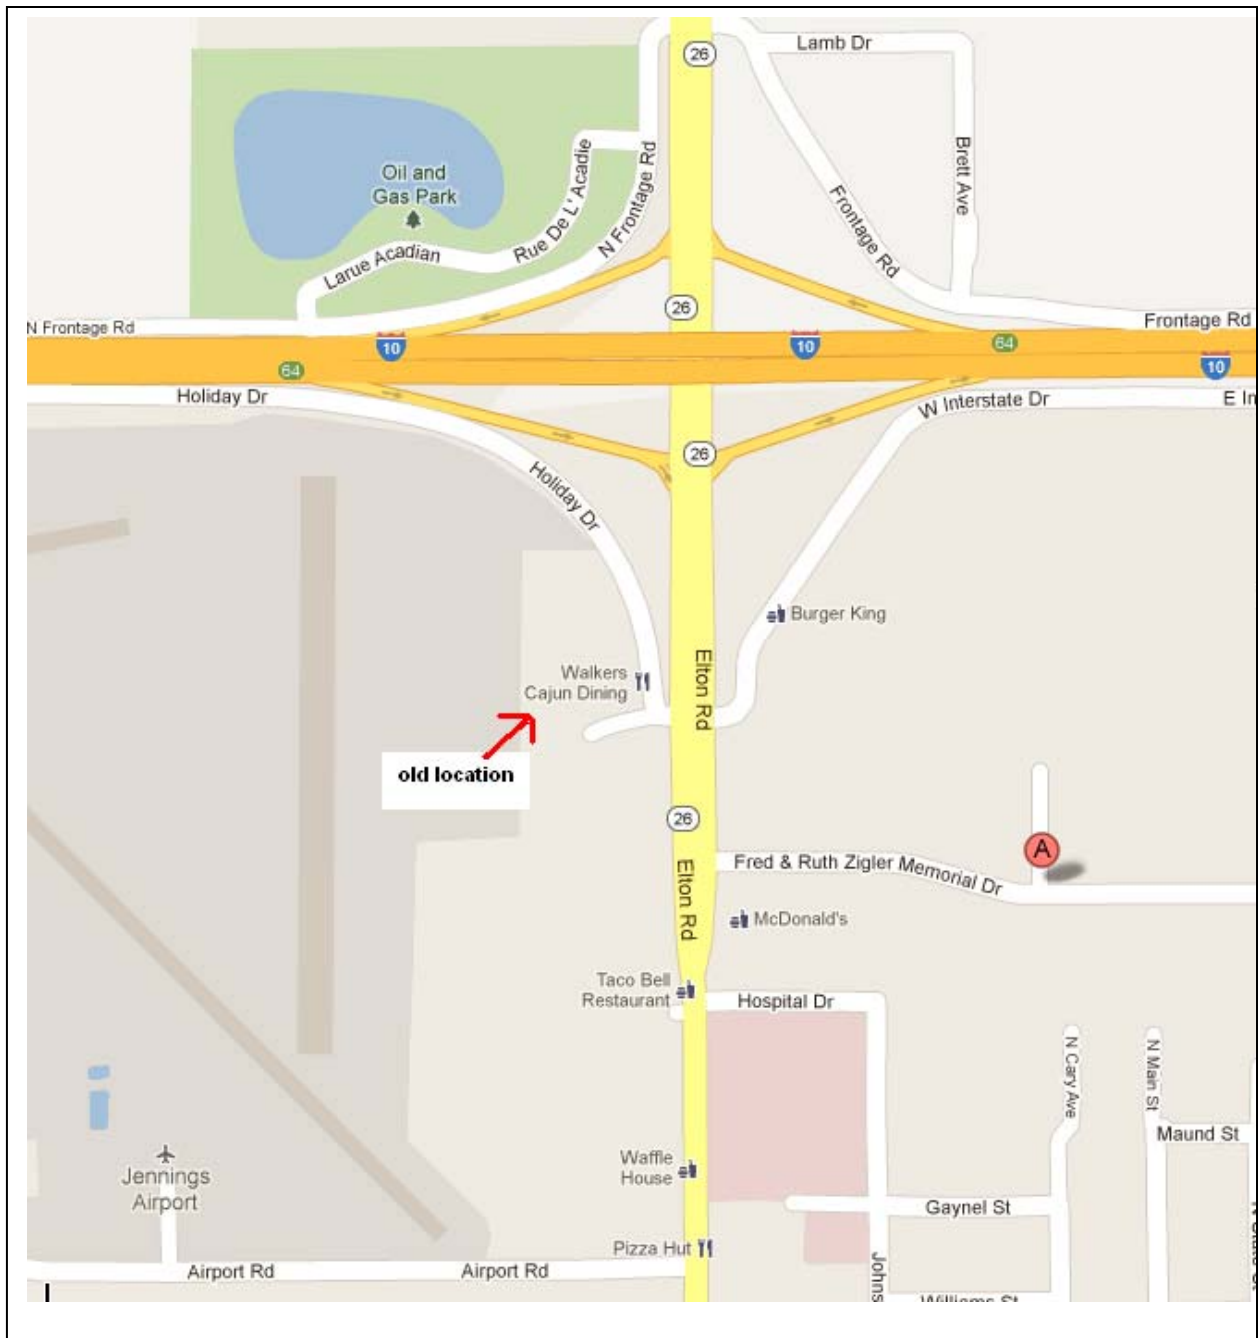 26
Lamb Dr
Brett Ave
Oil and
Gas Park
Rue De L' Acadie
N Frontage Rd
Frontage Rd
Larue Acadian
26
N Frontage Rd
Frontage Rd
10
10
64
64
10
Holiday Dr
W Interstate Dr
E In
26
Holiday Dr
Burger King
Elton Rd
Walkers
Cajun Dining
old location
26
A
Fred & Ruth Zigler Memorial Dr
Elton Rd
McDonald's
Taco Bell
Restaurant
Hospital Dr
N Cary Ave
N Main St
Maund St
Waffle
House
Jennings
Airport
Gaynel St
Pizza Hut
Johns
Airport Rd
Airport Rd
Williams St